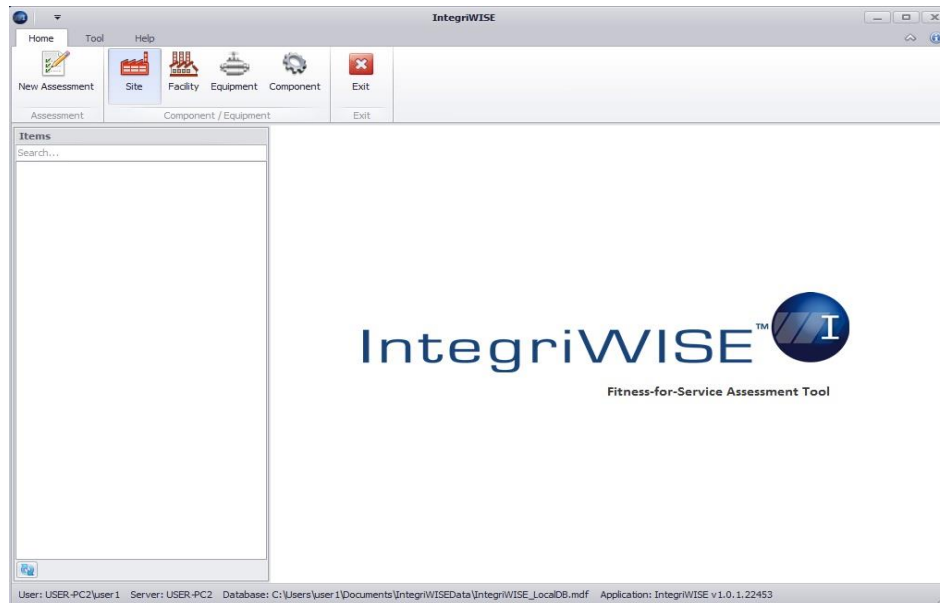 IntegriWISE
Home Tool Help
New Assessment Site Facility Equipment Component Exit
Assessment Component / Equipment Exit
Items
Search...
IntegriWISE™ I
Fitness-for-Service Assessment Tool
User: USER-PC2\user1 Server: USER-PC2 Database: C:\Users\user1\Documents\IntegriWISEData\IntegriWISE_LocalDB.mdf Application: IntegriWISE v1.0.1.22453